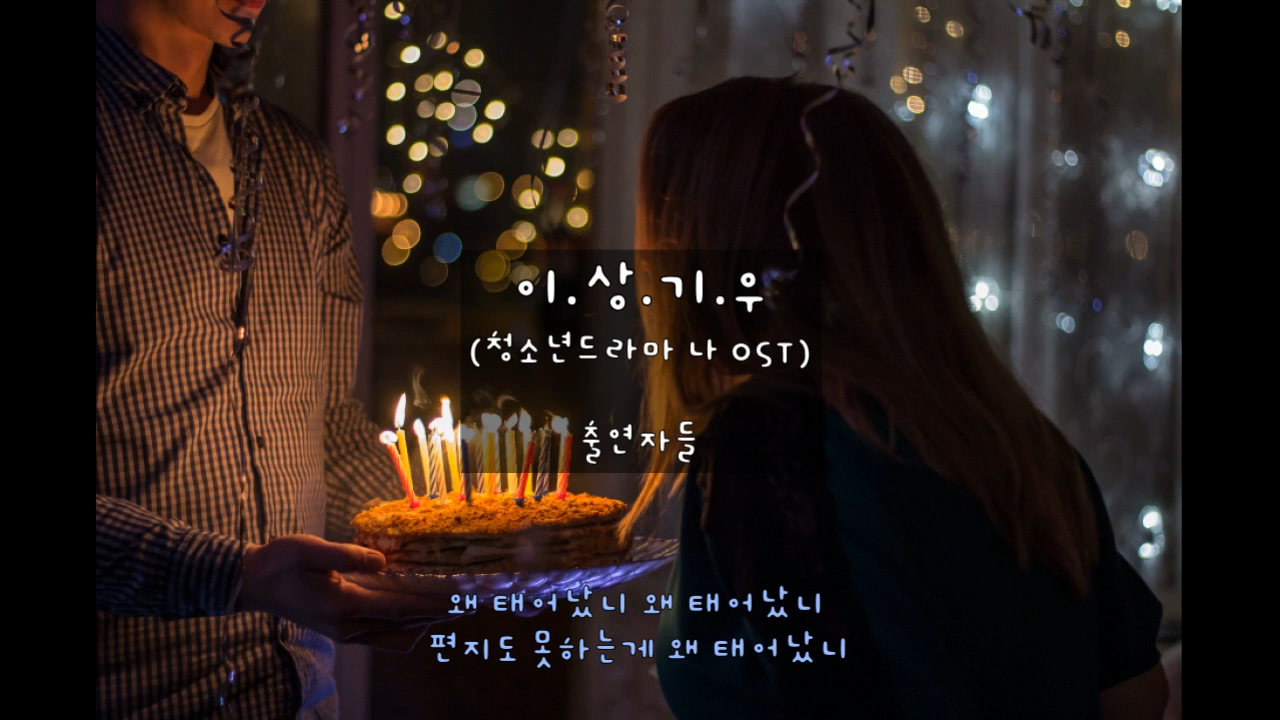 이.상.기.우
(청소년드라마 나 OST)
출연자들
왜 태어났니 왜 태어났니
편지도 못하는게 왜 태어났니